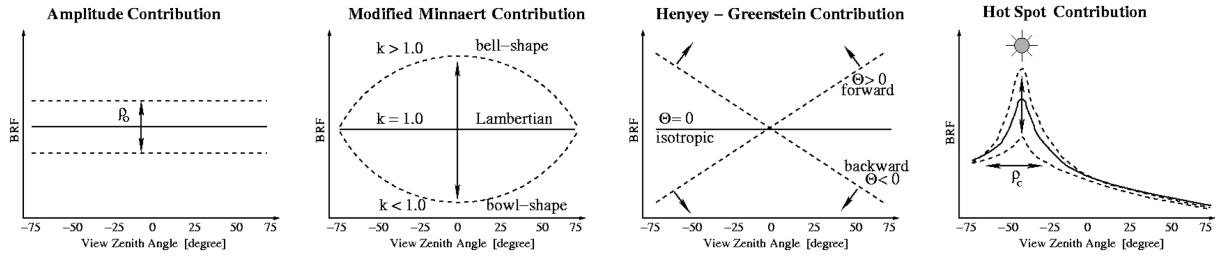 Amplitude Contribution
BRF
ρo
−75 −50 −25 0 25 50 75
View Zenith Angle [degree]
Modified Minnaert Contribution
BRF
k > 1.0 bell−shape
k = 1.0 Lambertian
k < 1.0 bowl−shape
−75 −50 −25 0 25 50 75
View Zenith Angle [degree]
Henyey − Greenstein Contribution
BRF
Θ> 0
forward
Θ= 0
isotropic
backward
Θ< 0
−75 −50 −25 0 25 50 75
View Zenith Angle [degree]
Hot Spot Contribution
BRF
ρc
−75 −50 −25 0 25 50 75
View Zenith Angle [degree]